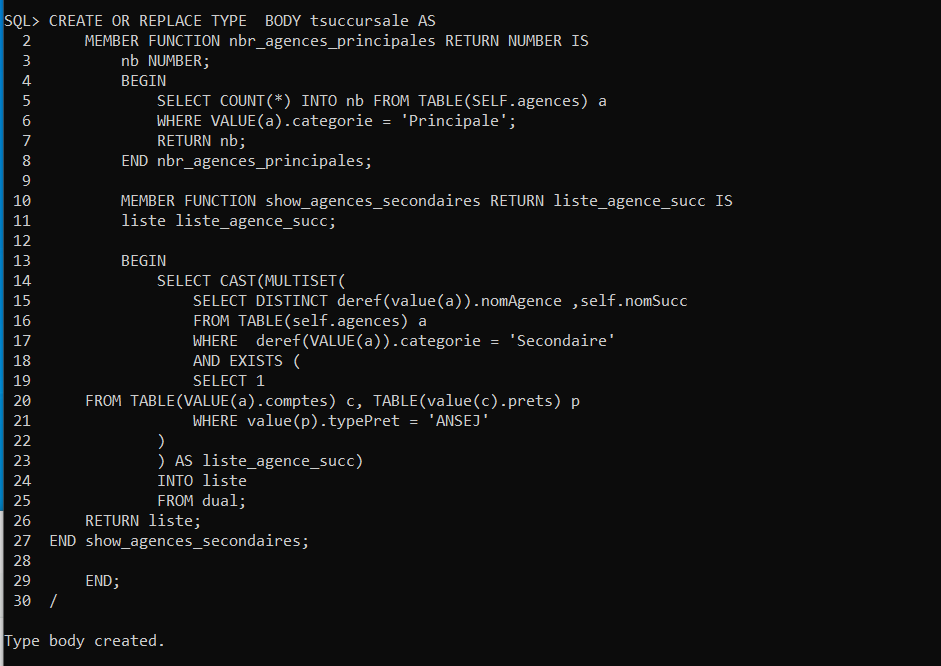 SQL> CREATE OR REPLACE TYPE  BODY tsuccursale AS
  2      MEMBER FUNCTION nbr_agences_principales RETURN NUMBER IS
  3          nb NUMBER;
  4          BEGIN
  5              SELECT COUNT(*) INTO nb FROM TABLE(SELF.agences) a
  6              WHERE VALUE(a).categorie = 'Principale';
  7              RETURN nb;
  8          END nbr_agences_principales;
  9
 10          MEMBER FUNCTION show_agences_secondaires RETURN liste_agence_succ IS
 11          liste liste_agence_succ;
 12
 13          BEGIN
 14              SELECT CAST(MULTISET(
 15                  SELECT DISTINCT deref(value(a)).nomAgence ,self.nomSucc
 16                  FROM TABLE(self.agences) a
 17                  WHERE  deref(VALUE(a)).categorie = 'Secondaire'
 18                  AND EXISTS (
 19                  SELECT 1
 20      FROM TABLE(VALUE(a).comptes) c, TABLE(value(c).prets) p
 21                  WHERE value(p).typePret = 'ANSEJ'
 22              )
 23              ) AS liste_agence_succ)
 24              INTO liste
 25              FROM dual;
 26      RETURN liste;
 27  END show_agences_secondaires;
 28
 29      END;
 30  /
Type body created.